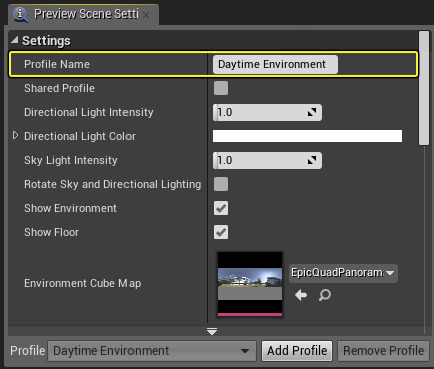 Preview Scene Setti
Settings
Profile Name Daytime Environment
Shared Profile
Directional Light Intensity 1.0
Directional Light Color
Sky Light Intensity 1.0
Rotate Sky and Directional Lighting
Show Environment
Show Floor
Environment Cube Map EpicQuadPanoram
Profile Daytime Environment Add Profile Remove Profile